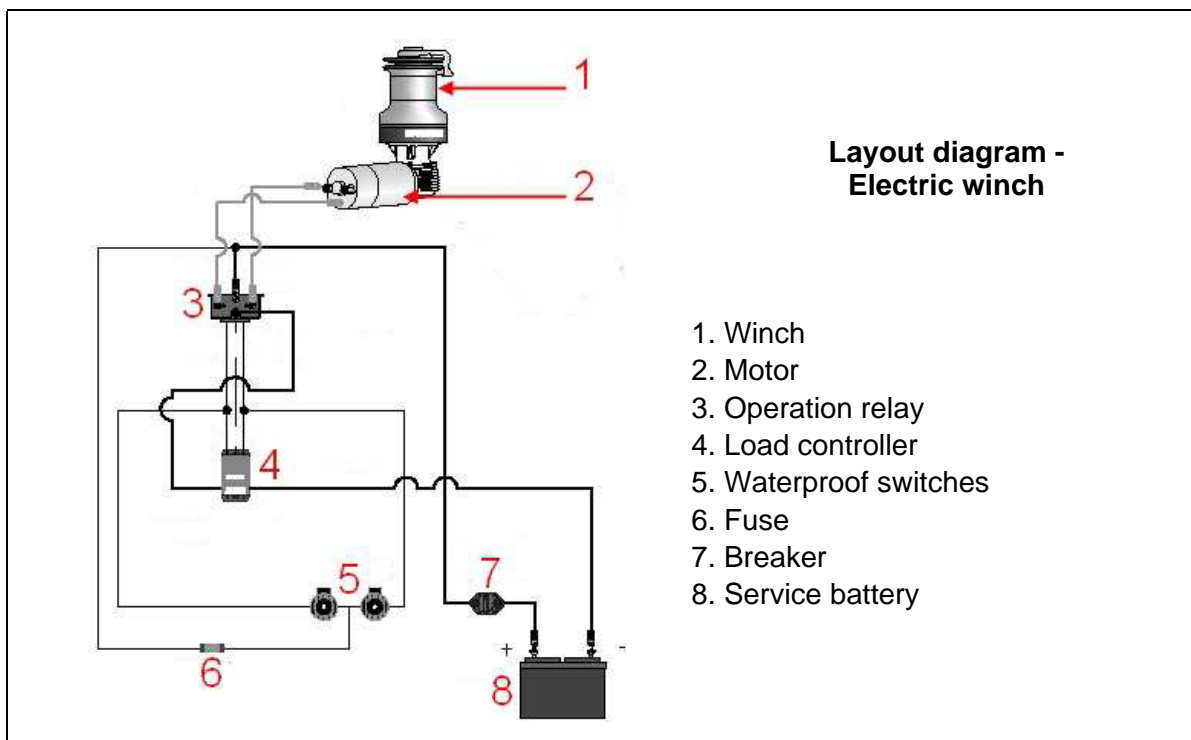 1
2
3
4
5
6
7
8
+ -
Layout diagram -
Electric winch
1. Winch
2. Motor
3. Operation relay
4. Load controller
5. Waterproof switches
6. Fuse
7. Breaker
8. Service battery